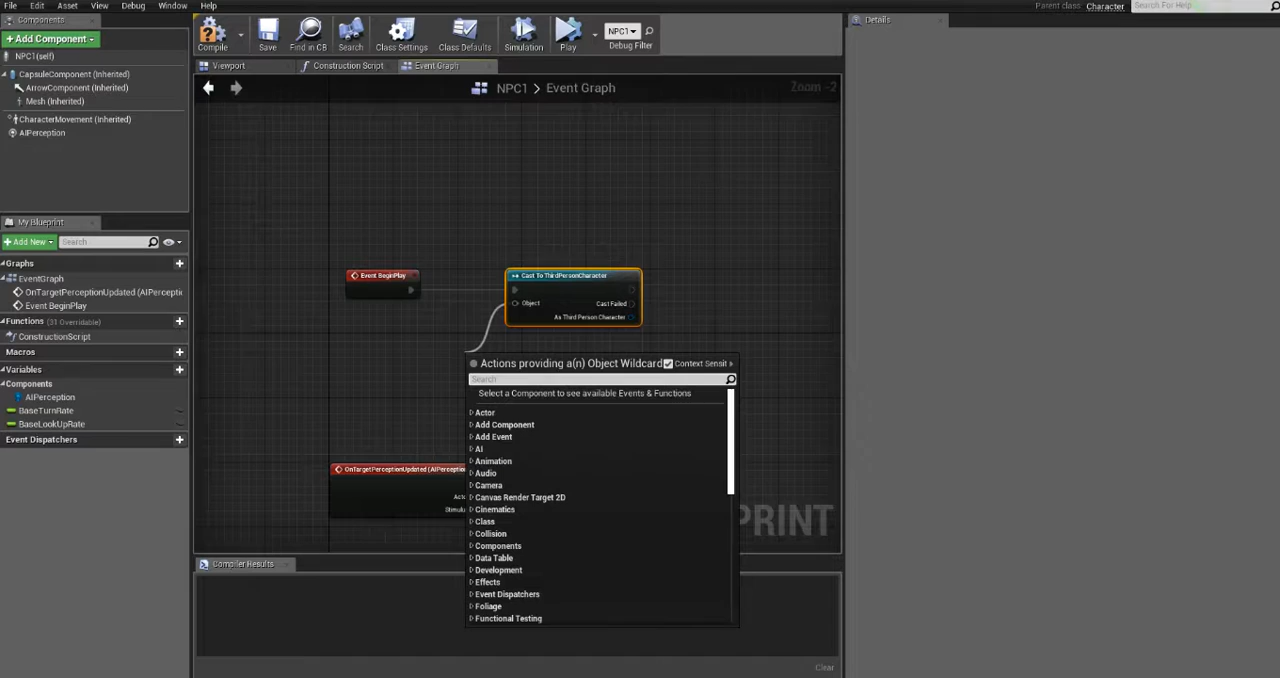 File Edit Asset View Debug Window Help
Parent class: Character Search For Help
Components
+ Add Component
NPC1(self)
CapsuleComponent (Inherited)
ArrowComponent (Inherited)
Mesh (Inherited)
CharacterMovement (Inherited)
AIPerception
My Blueprint
+ Add New Search
Graphs
EventGraph
OnTargetPerceptionUpdated (AIPercepti
Event BeginPlay
Functions (31 Overridable)
ConstructionScript
Macros
Variables
Components
AIPerception
BaseTurnRate
BaseLookUpRate
Event Dispatchers
Compile Save Find in CB Search Class Settings Class Defaults Simulation Play
NPC1
Debug Filter
Viewport Construction Script Event Graph
NPC1 > Event Graph Zoom -2
Event BeginPlay
Cast To ThirdPersonCharacter
Object Cast Failed
As Third Person Character
OnTargetPerceptionUpdated (AIPerception
Acto
Stimulu
Actions providing a(n) Object Wildcard Context Sensit
Search
Select a Component to see available Events & Functions
Actor
Add Component
Add Event
AI
Animation
Audio
Camera
Canvas Render Target 2D
Cinematics
Class
Collision
Components
Data Table
Development
Effects
Event Dispatchers
Foliage
Functional Testing
PRINT
Compiler Results
Clear
Details